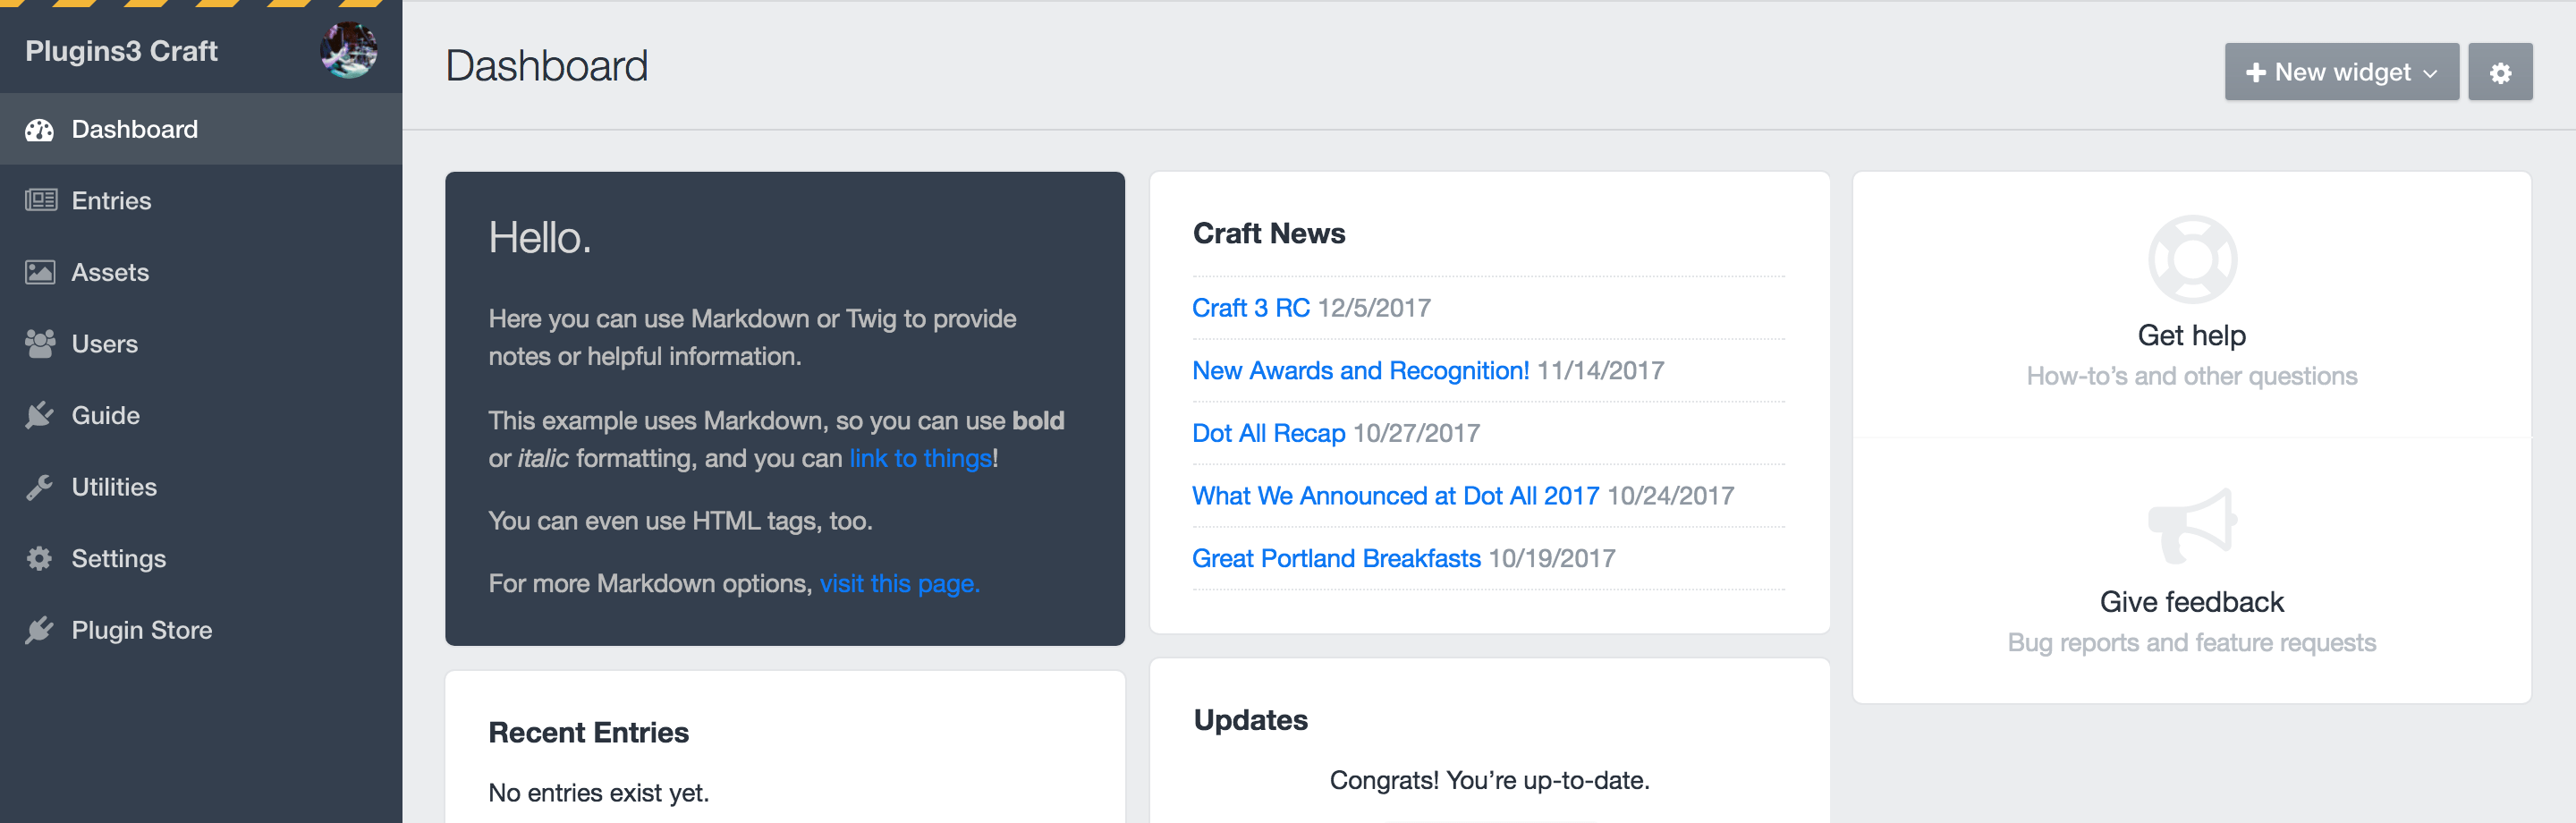 Plugins3 Craft
Dashboard
Entries
Assets
Users
Guide
Utilities
Settings
Plugin Store
Dashboard
New widget
Hello.
Here you can use Markdown or Twig to provide
notes or helpful information.
This example uses Markdown, so you can use bold
or italic formatting, and you can link to things!
You can even use HTML tags, too.
For more Markdown options, visit this page.
Recent Entries
No entries exist yet.
Craft News
Craft 3 RC 12/5/2017
New Awards and Recognition! 11/14/2017
Dot All Recap 10/27/2017
What We Announced at Dot All 2017 10/24/2017
Great Portland Breakfasts 10/19/2017
Updates
Congrats! You’re up-to-date.
Get help
How-to’s and other questions
Give feedback
Bug reports and feature requests